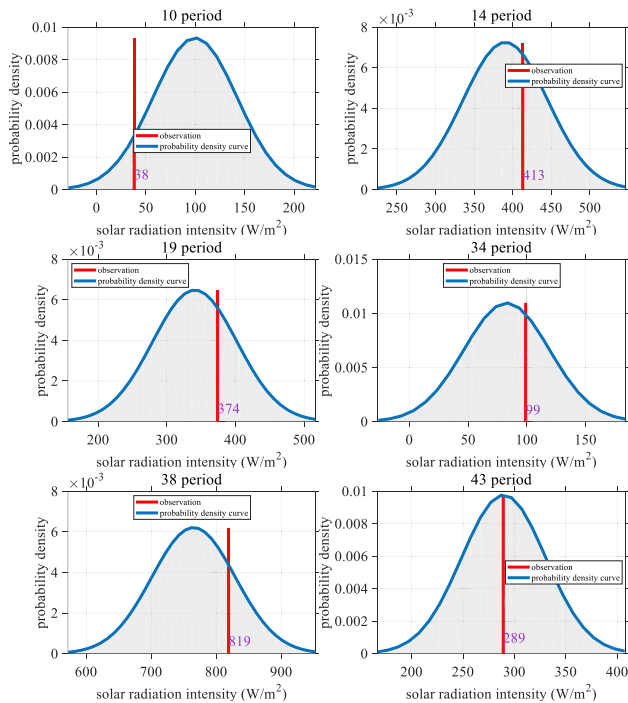 10 period
0.01
0.008
0.006
0.004
0.002
0
probability density
observation
probability density curve
38
0 50 100 150 200
solar radiation intensity (W/m²)
14 period
×10⁻³
8
4
0
probability density
observation
probability density curve
413
250 300 350 400 450 500
solar radiation intensity (W/m²)
19 period
×10⁻³
8
6
4
2
0
probability density
observation
probability density curve
374
200 300 400 500
solar radiation intensity (W/m²)
34 period
0.015
0.01
0.005
0
probability density
observation
probability density curve
99
0 50 100 150
solar radiation intensity (W/m²)
38 period
×10⁻³
8
6
4
2
0
probability density
observation
probability density curve
819
600 700 800 900
solar radiation intensity (W/m²)
43 period
0.01
0.008
0.006
0.004
0.002
0
probability density
observation
probability density curve
289
200 250 300 350 400
solar radiation intensity (W/m²)